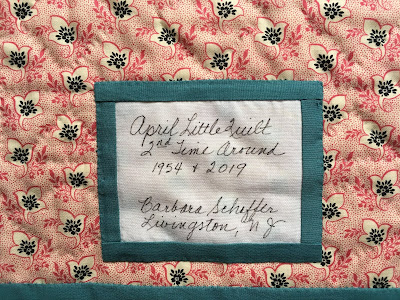 April Little Quilt
2nd Time Around
1954 & 2019
Barbara Scheffer
Livingston, NJ